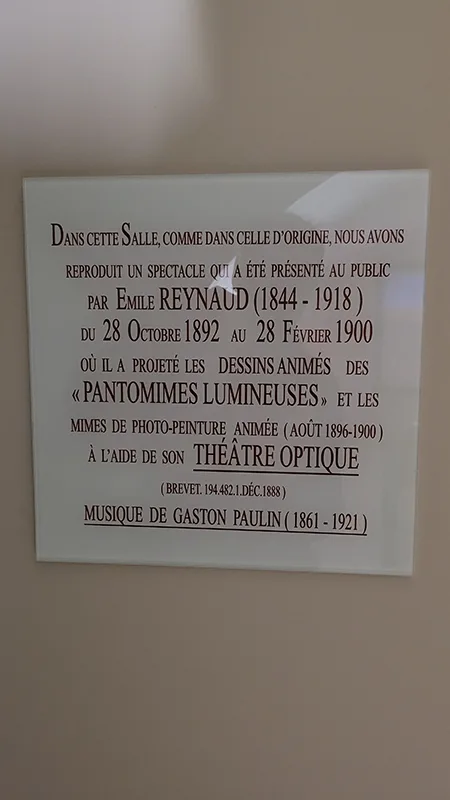 DANS CETTE SALLE, COMME DANS CELLE D'ORIGINE, NOUS AVONS
REPRODUIT UN SPECTACLE QUI A ÉTÉ PRÉSENTÉ AU PUBLIC
PAR EMILE REYNAUD (1844 - 1918 )
DU 28 OCTOBRE 1892 AU 28 FÉVRIER 1900
OÙ IL A PROJETÉ LES DESSINS ANIMÉS DES
« PANTOMIMES LUMINEUSES» ET LES
MIMES DE PHOTO-PEINTURE ANIMÉE ( AOÛT 1896-1900 )
À L'AIDE DE SON THÉÂTRE OPTIQUE
( BREVET. 194.482.1.DÉC.1888 )
MUSIQUE DE GASTON PAULIN ( 1861 - 1921 )